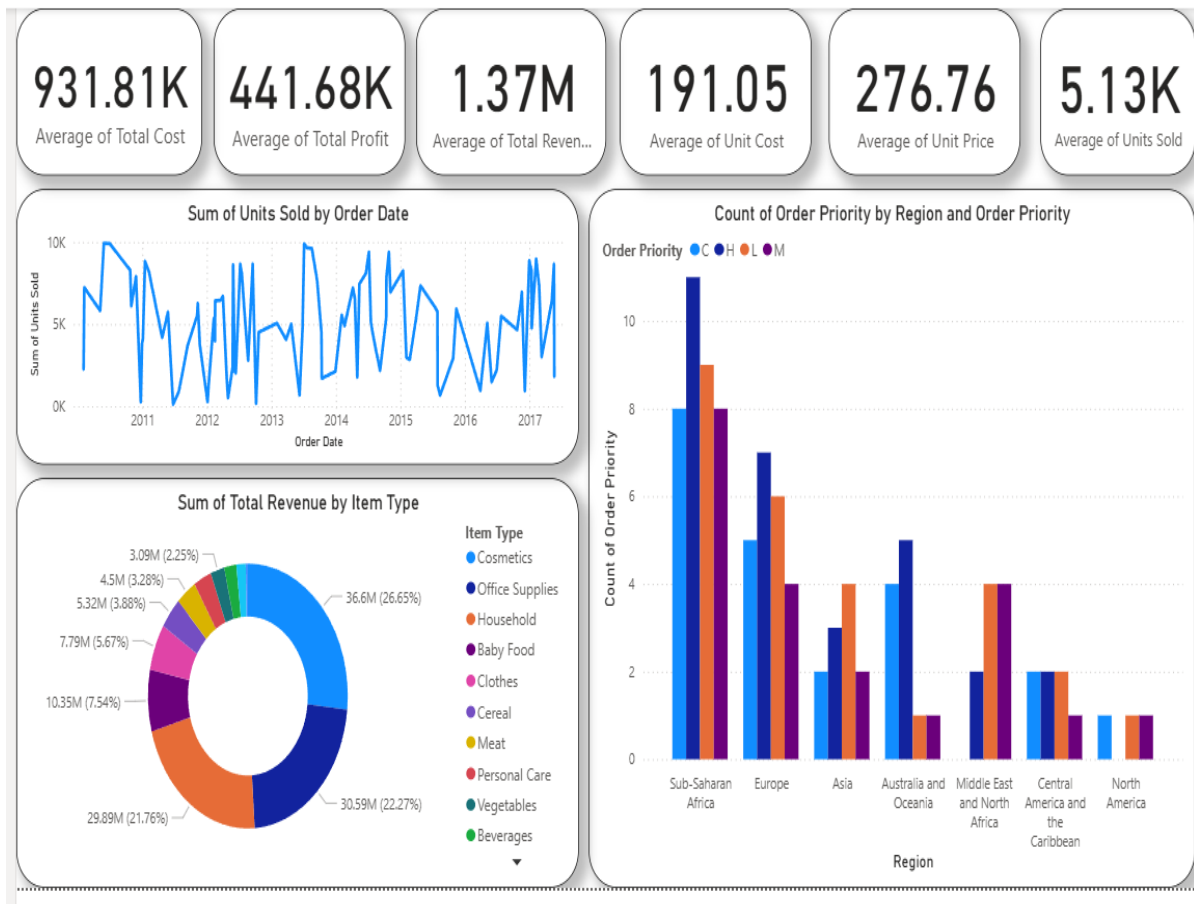 931.81K
Average of Total Cost
441.68K
Average of Total Profit
1.37M
Average of Total Reven...
191.05
Average of Unit Cost
276.76
Average of Unit Price
5.13K
Average of Units Sold
Sum of Units Sold by Order Date
Sum of Units Sold
10K
5K
0K
2011 2012 2013 2014 2015 2016 2017
Order Date
Sum of Total Revenue by Item Type
3.09M (2.25%)
4.5M (3.28%)
5.32M (3.88%)
7.79M (5.67%)
10.35M (7.54%)
29.89M (21.76%)
36.6M (26.65%)
30.59M (22.27%)
Item Type
Cosmetics
Office Supplies
Household
Baby Food
Clothes
Cereal
Meat
Personal Care
Vegetables
Beverages
Count of Order Priority by Region and Order Priority
Order Priority C H L M
Count of Order Priority
10
8
6
4
2
0
Sub-Saharan
Africa
Europe
Asia
Australia and
Oceania
Middle East
and North
Africa
Central
America and
the
Caribbean
North
America
Region